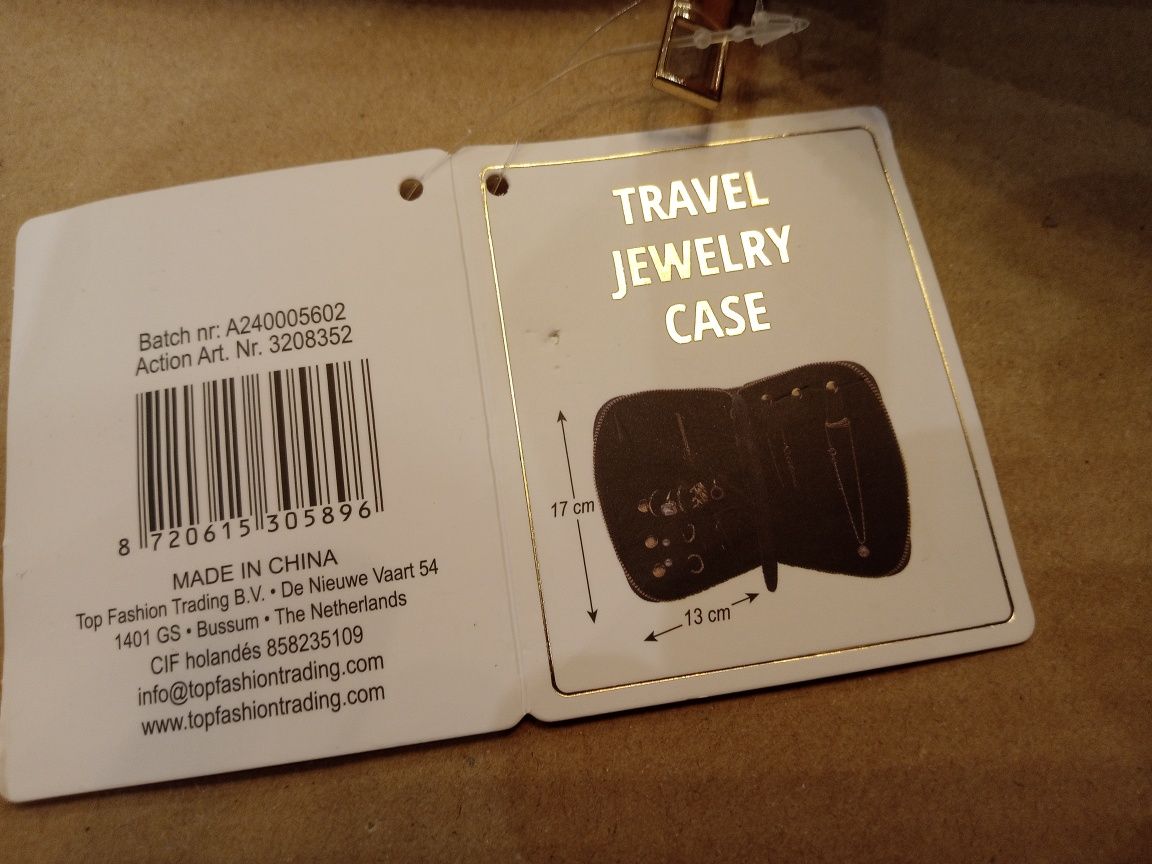 Batch nr: A240005602
Action Art. Nr. 3208352
8 720615 305896
MADE IN CHINA
Top Fashion Trading B.V. • De Nieuwe Vaart 54
1401 GS • Bussum • The Netherlands
CIF holandés 858235109
info@topfashiontrading.com
www.topfashiontrading.com
TRAVEL
JEWELRY
CASE
17 cm
13 cm